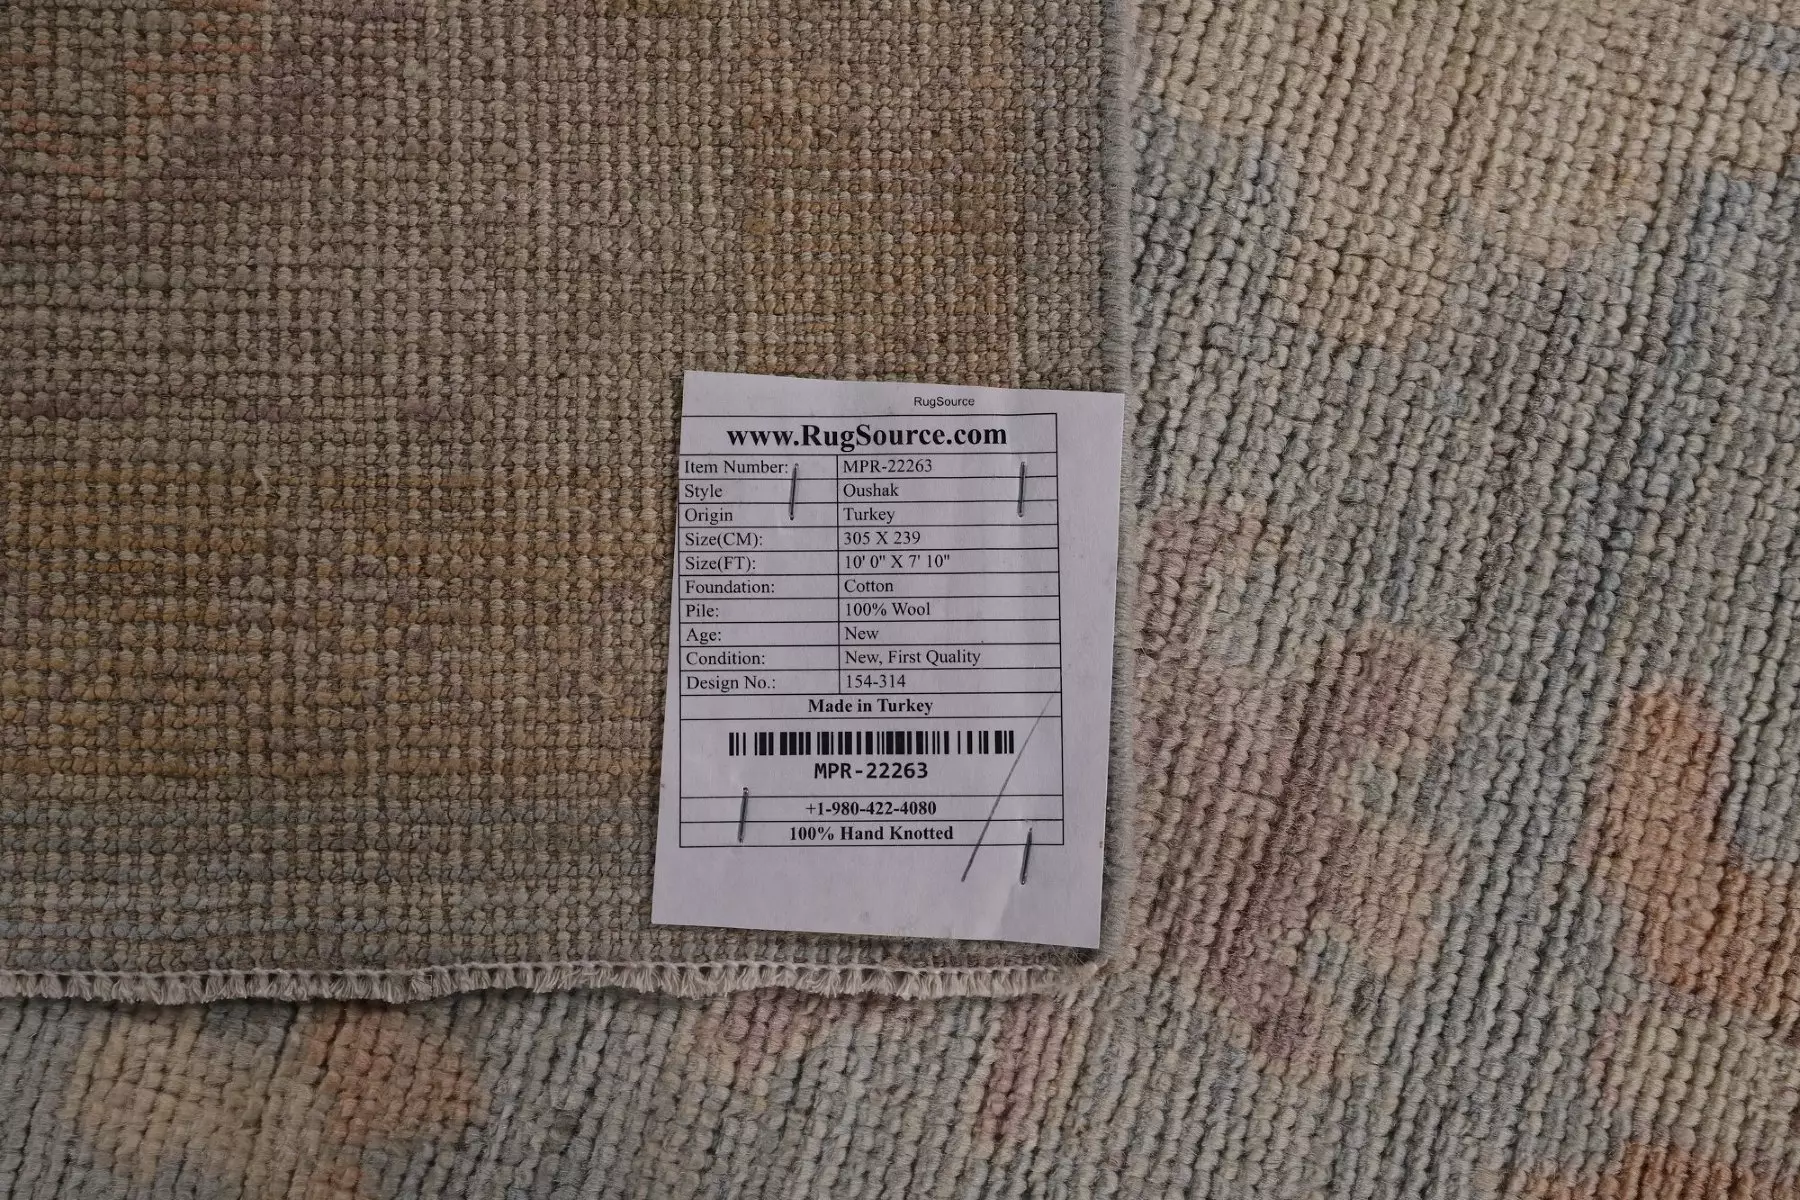 RugSource
www.RugSource.com
Item Number: MPR-22263
Style Oushak
Origin Turkey
Size(CM): 305 X 239
Size(FT): 10' 0" X 7' 10"
Foundation: Cotton
Pile: 100% Wool
Age: New
Condition: New, First Quality
Design No.: 154-314
Made in Turkey
MPR-22263
+1-980-422-4080
100% Hand Knotted